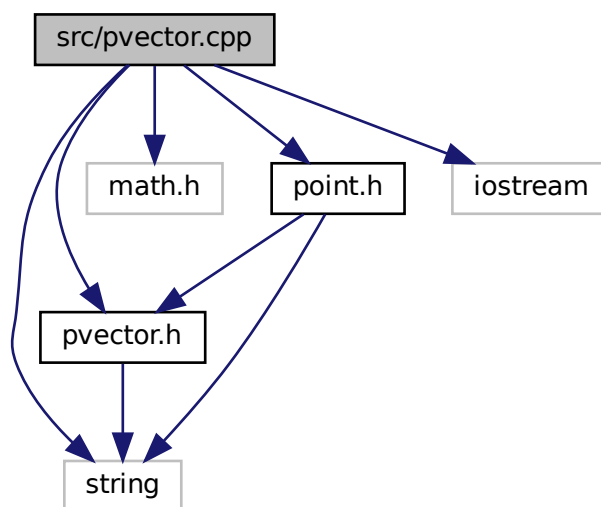 src/pvector.cpp
math.h
point.h
iostream
pvector.h
string